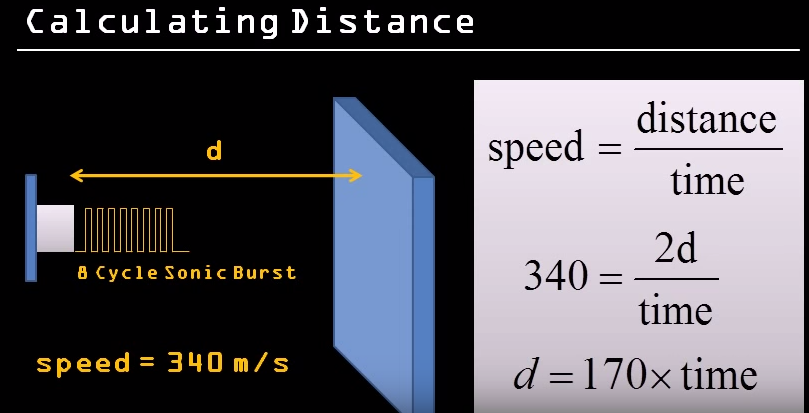 Calculating Distance
d
8 Cycle Sonic Burst
speed = 340 m/s
speed = distance / time
340 = 2d / time
d = 170× time